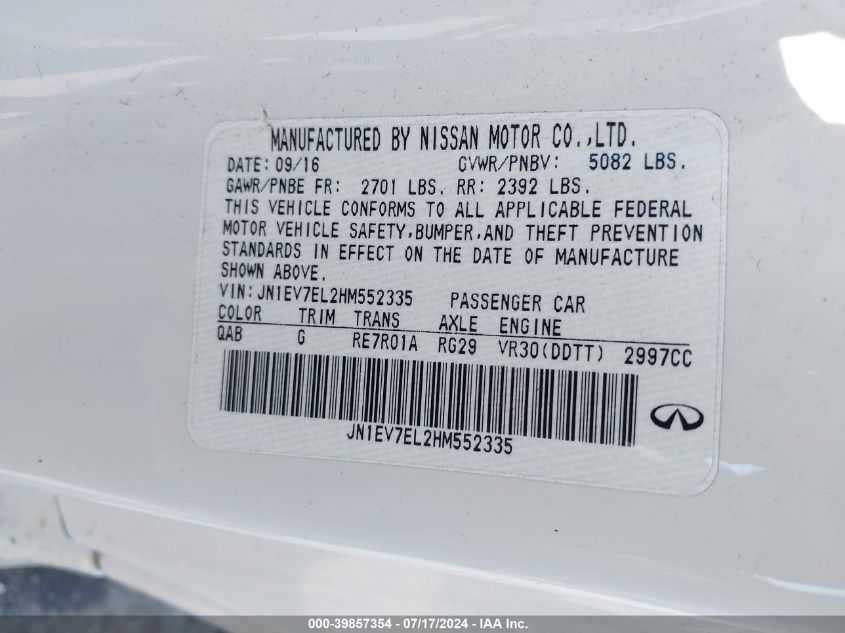 MANUFACTURED BY NISSAN MOTOR CO.,LTD.
DATE: 09/16 GVWR/PNBV: 5082 LBS.
GAWR/PNBE FR: 2701 LBS. RR: 2392 LBS.
THIS VEHICLE CONFORMS TO ALL APPLICABLE FEDERAL
MOTOR VEHICLE SAFETY,BUMPER,AND THEFT PREVENTION
STANDARDS IN EFFECT ON THE DATE OF MANUFACTURE
SHOWN ABOVE.
VIN: JN1EV7EL2HM552335 PASSENGER CAR
COLOR TRIM TRANS AXLE ENGINE
QAB G RE7R01A RG29 VR30(DDTT) 2997CC
JN1EV7EL2HM552335
000-39857354 - 07/17/2024 - IAA Inc.